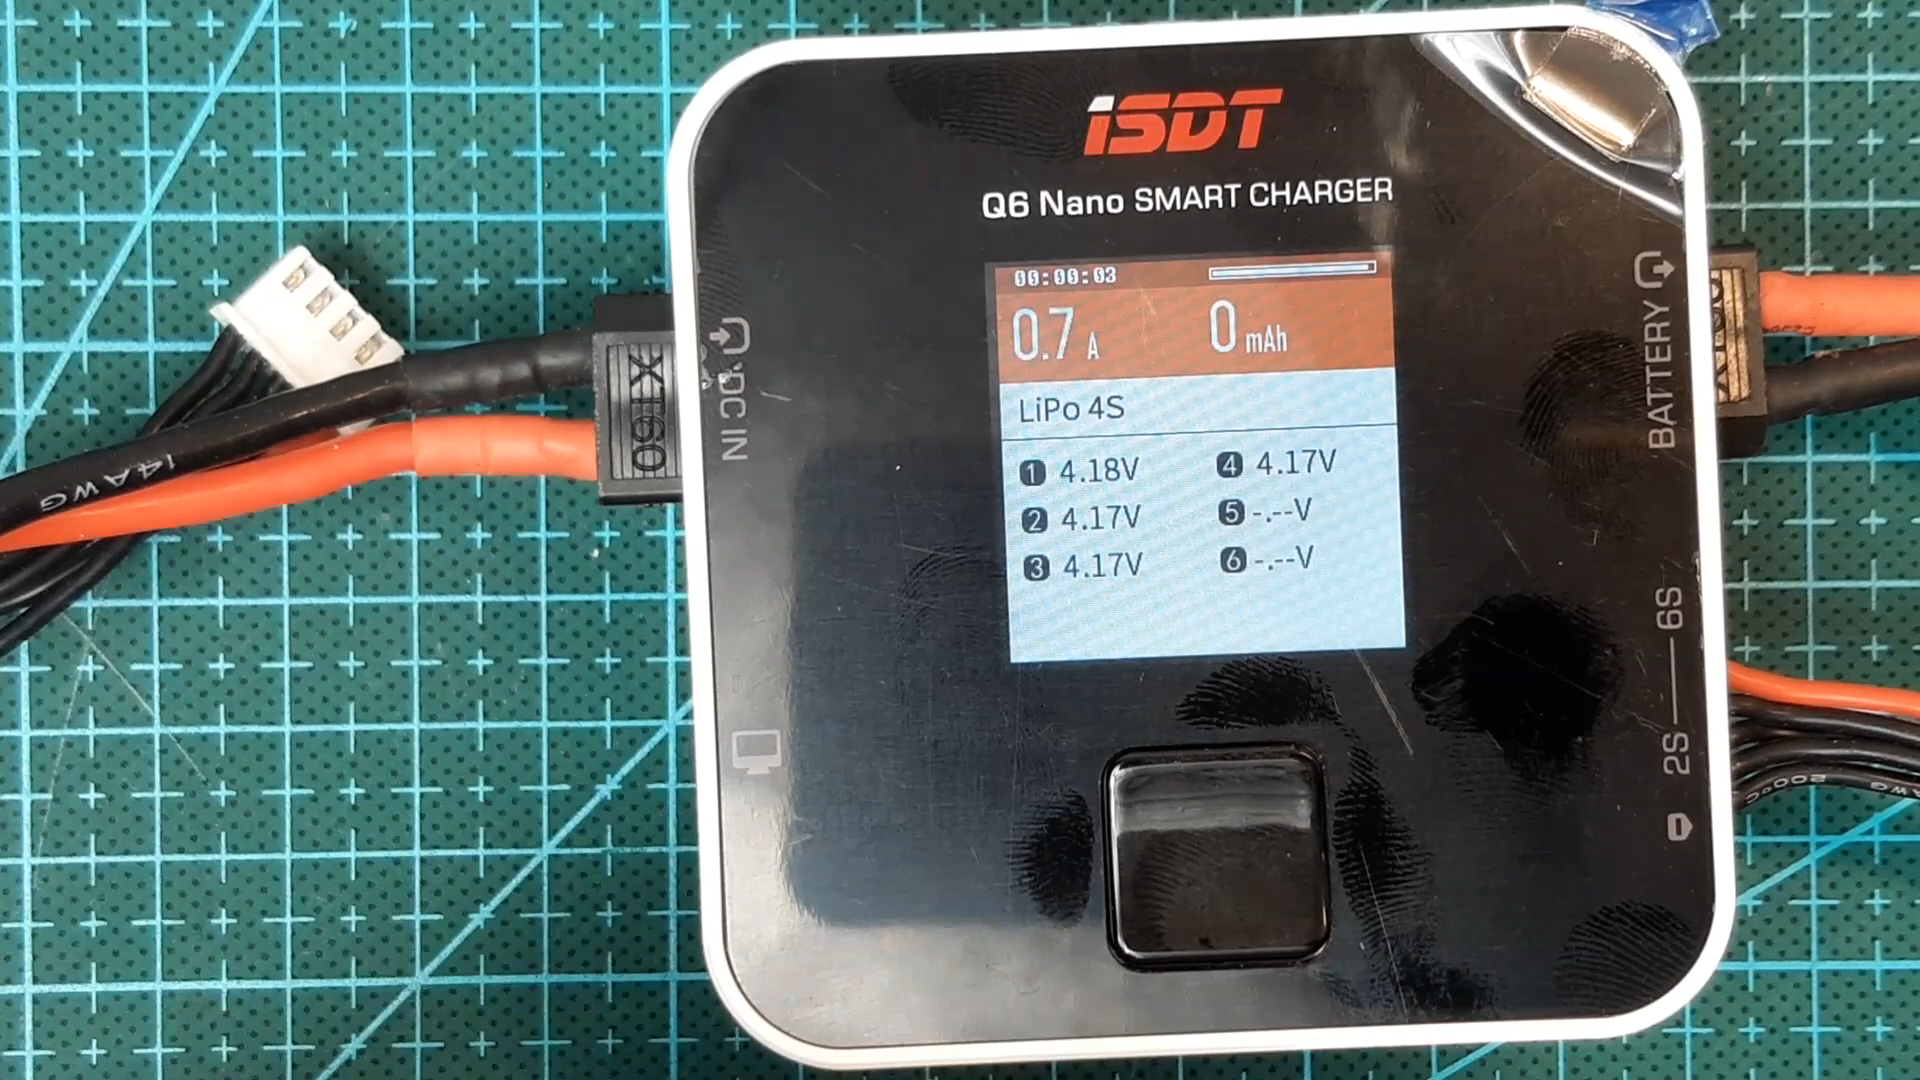 iSDT
Q6 Nano SMART CHARGER
00:00:03
0.7 A 0 mAh
LiPo 4S
1 4.18V 4 4.17V
2 4.17V 5 -.--V
3 4.17V 6 -.--V
DC IN
BATTERY
2S 6S
XT60
14AWG
200°C